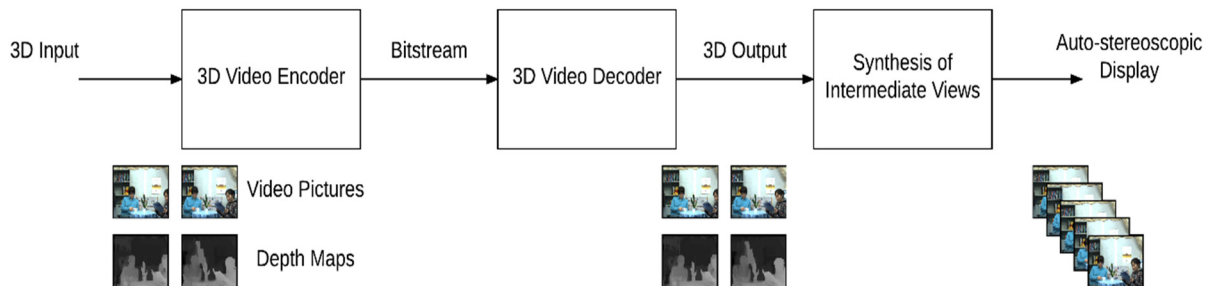 3D Input
3D Video Encoder
Bitstream
3D Video Decoder
3D Output
Synthesis of
Intermediate Views
Auto-stereoscopic
Display
Video Pictures
Depth Maps